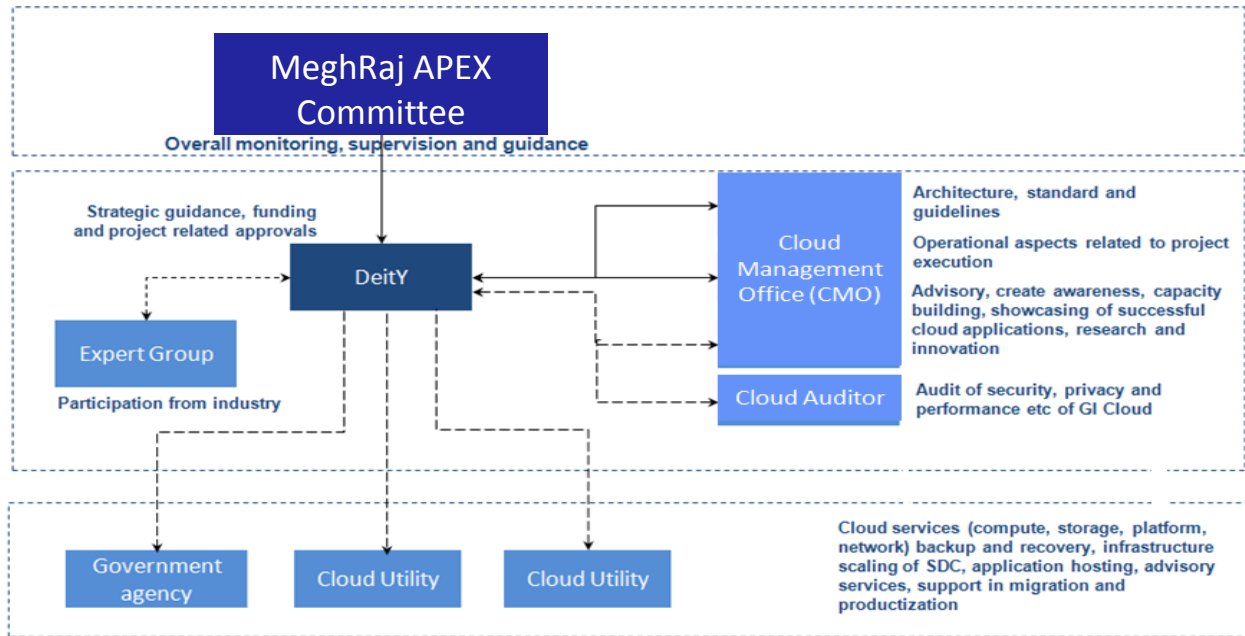 MeghRaj APEX
Committee
Overall monitoring, supervision and guidance
Strategic guidance, funding
and project related approvals
DeitY
Expert Group
Participation from industry
Cloud
Management
Office (CMO)
Architecture, standard and
guidelines
Operational aspects related to project
execution
Advisory, create awareness, capacity
building, showcasing of successful
cloud applications, research and
innovation
Cloud Auditor
Audit of security, privacy and
performance etc of GI Cloud
Government
agency
Cloud Utility
Cloud Utility
Cloud services (compute, storage, platform,
network) backup and recovery, infrastructure
scaling of SDC, application hosting, advisory
services, support in migration and
productization